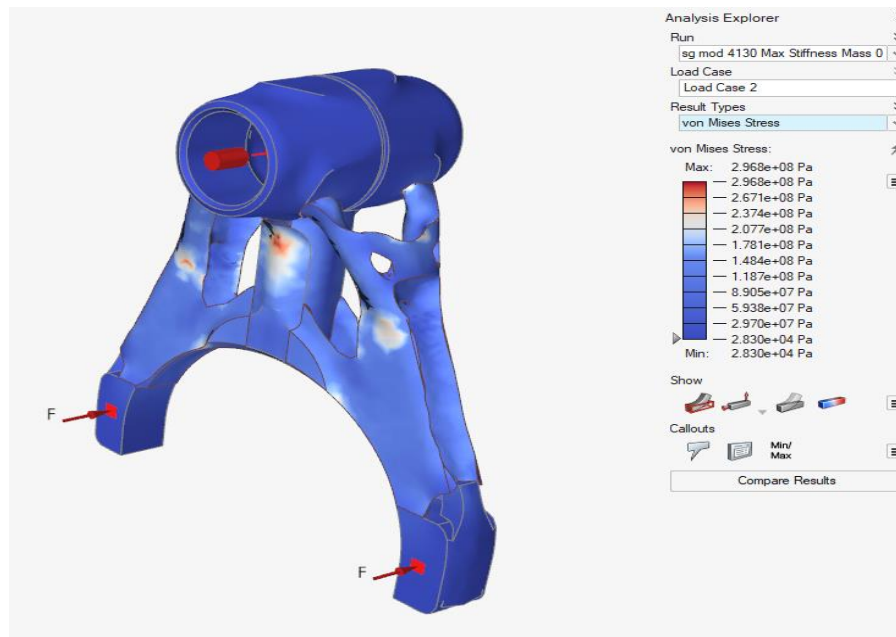 Analysis Explorer
Run
sg mod 4130 Max Stiffness Mass 0
Load Case
Load Case 2
Result Types
von Mises Stress
von Mises Stress:
Max: 2.968e+08 Pa
2.968e+08 Pa
2.671e+08 Pa
2.374e+08 Pa
2.077e+08 Pa
1.781e+08 Pa
1.484e+08 Pa
1.187e+08 Pa
8.905e+07 Pa
5.938e+07 Pa
2.970e+07 Pa
2.830e+04 Pa
Min: 2.830e+04 Pa
Show
Callouts
Min/
Max
Compare Results
F
F